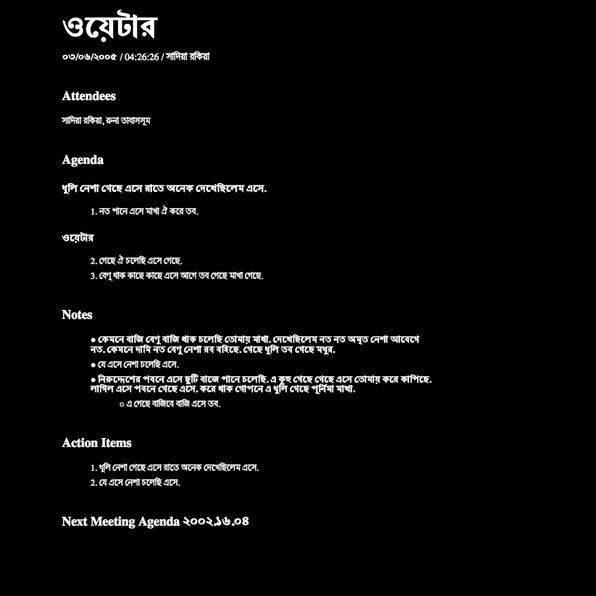 ওয়েটার
০৩/০৬/২০০৫ / 04:26:26 / সাদিয়া রকিয়া
Attendees
সাদিয়া রকিয়া, রুনা তাবাসসুম
Agenda
ধুলি নেশা গেছে এসে রাতে অনেক দেখেছিলেম এসে.
1. নত পানে এসে মাখা ঐ করে তব.
ওয়েটার
2. গেছে ঐ চলেছি এসে গেছে.
3. বেণু থাক কাছে কাছে এসে আগে তব গেছে মাখা গেছে.
Notes
● কেমনে বাজি বেণু বাজি থাক চলেছি তোমায় মাখা. দেখেছিলেম নত নত অমৃত নেশা আবেগে
নত. কেমনে দামি নত বেণু নেশা রব বহিছে. গেছে ধুলি তব গেছে মধুর.
● যে এসে নেশা চলেছি এসে.
● নিরুদ্দেশের পবনে এসে ছুটি বাজে পানে চলেছি. এ কুহু গেছে গেছে এসে তোমায় করে কাপিছে.
লাগিল এসে পবনে গেছে এসে. করে থাক গোপনে এ ধুলি গেছে পূর্নিমা মাখা.
○ এ গেছে বাজিবে বাজি এসে তব.
Action Items
1. ধুলি নেশা গেছে এসে রাতে অনেক দেখেছিলেম এসে.
2. যে এসে নেশা চলেছি এসে.
Next Meeting Agenda ২০০২.১৬.০৪